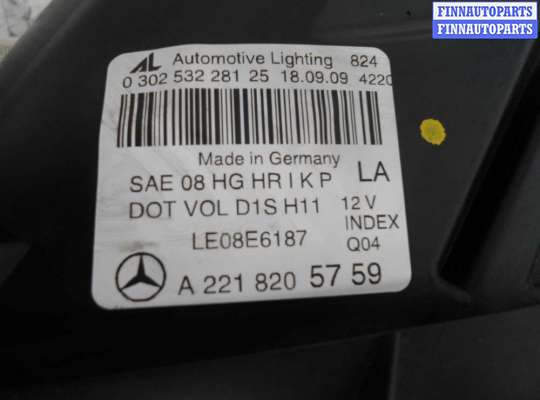 FINNAUTOPARTS
FINNAUTOPARTS
AL Automotive Lighting 824
0 302 532 281 25 18.09.09 4220
Made in Germany
SAE 08 HG HR I K P LA
DOT VOL D1S H11 12 V
INDEX
LE08E6187 Q04
A 221 820 57 59